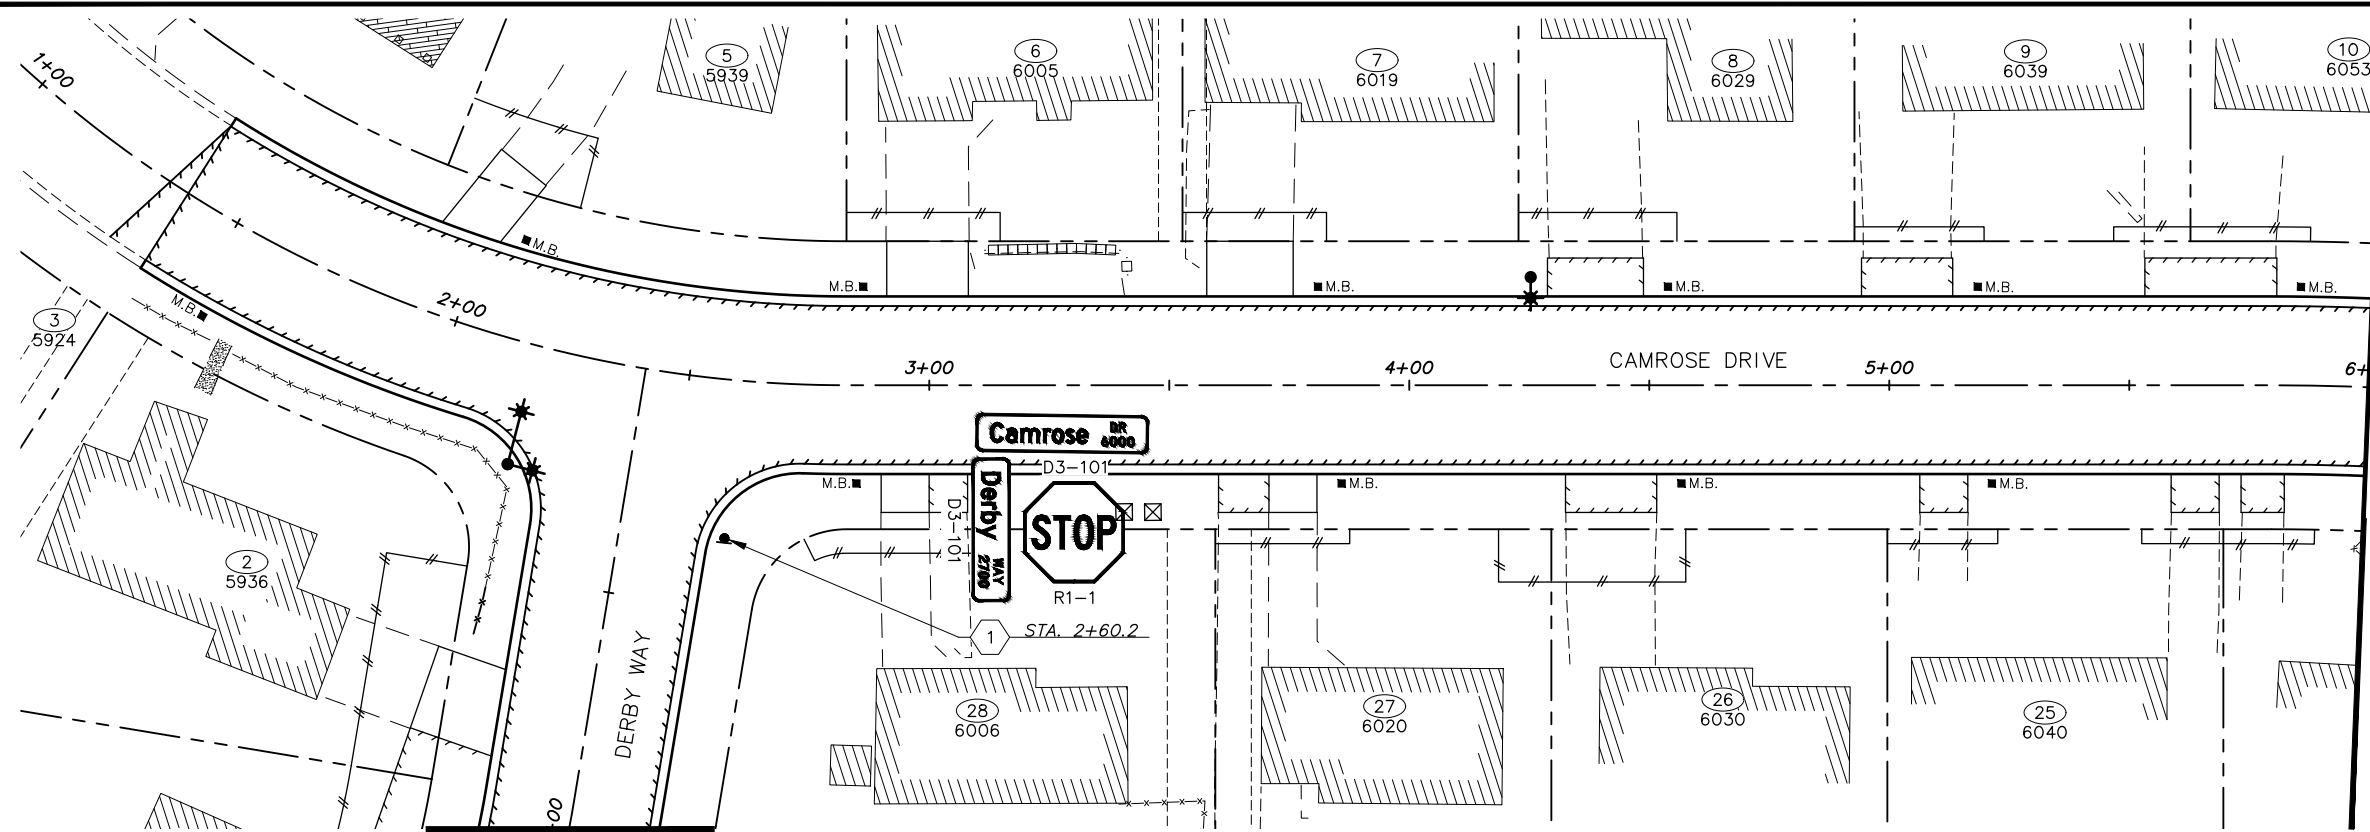 1+00
5
5939
6
6005
7
6019
8
6029
9
6039
10
6053
M.B.
M.B.
M.B.
M.B.
M.B.
M.B.
M.B.
3
5924
2+00
3+00
4+00
CAMROSE DRIVE
5+00
6+
Camrose DR 6000
D3-101
Derby WAY 2700
D3-101
STOP
R1-1
M.B.
M.B.
M.B.
M.B.
2
5936
1
STA. 2+60.2
DERBY WAY
28
6006
27
6020
26
6030
25
6040
00